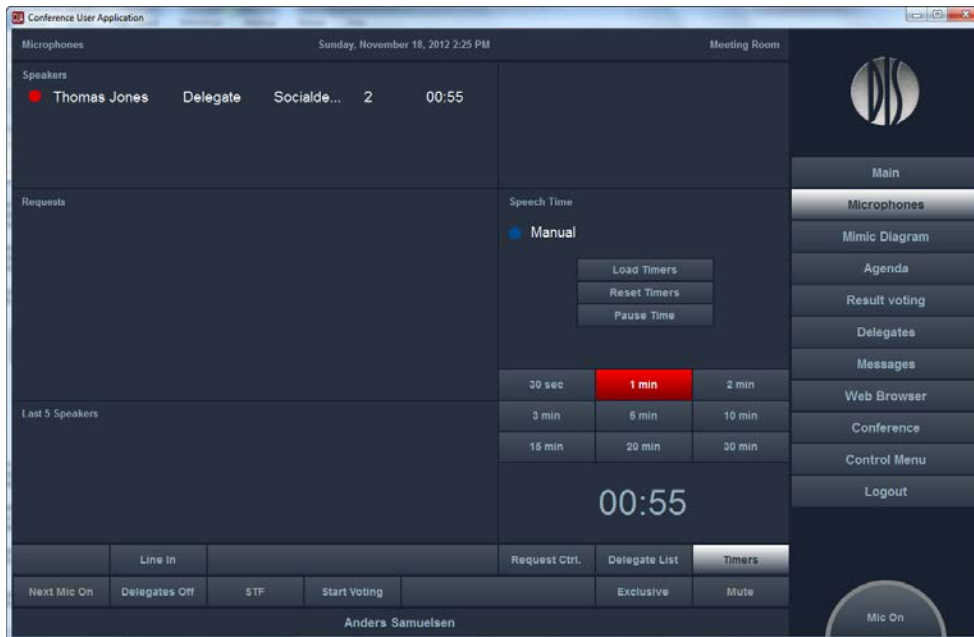 CUA Conference User Application
Microphones Sunday, November 18, 2012 2:25 PM Meeting Room
DIS
Speakers
Thomas Jones Delegate Socialde... 2 00:55
Main
Microphones
Mimic Diagram
Agenda
Result voting
Delegates
Messages
Web Browser
Conference
Control Menu
Logout
Requests
Speech Time
Manual
Load Timers
Reset Timers
Pause Time
30 sec 1 min 2 min
3 min 5 min 10 min
15 min 20 min 30 min
Last 5 Speakers
00:55
Line In Request Ctrl. Delegate List Timers
Next Mic On Delegates Off STF Start Voting Exclusive Mute
Anders Samuelsen
Mic On